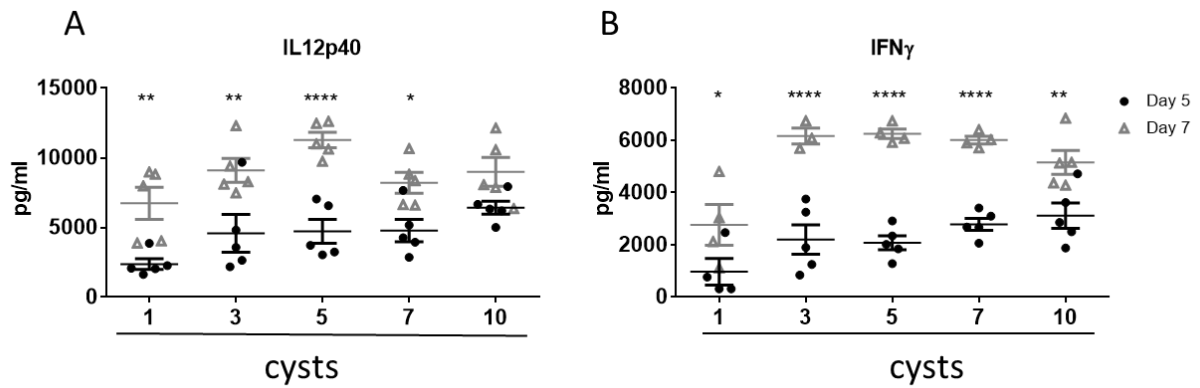 A
IL12p40
15000
10000
5000
0
pg/ml
** ** **** *
1 3 5 7 10
cysts
B
IFNγ
8000
6000
4000
2000
0
pg/ml
* **** **** **** **
1 3 5 7 10
cysts
Day 5
Day 7